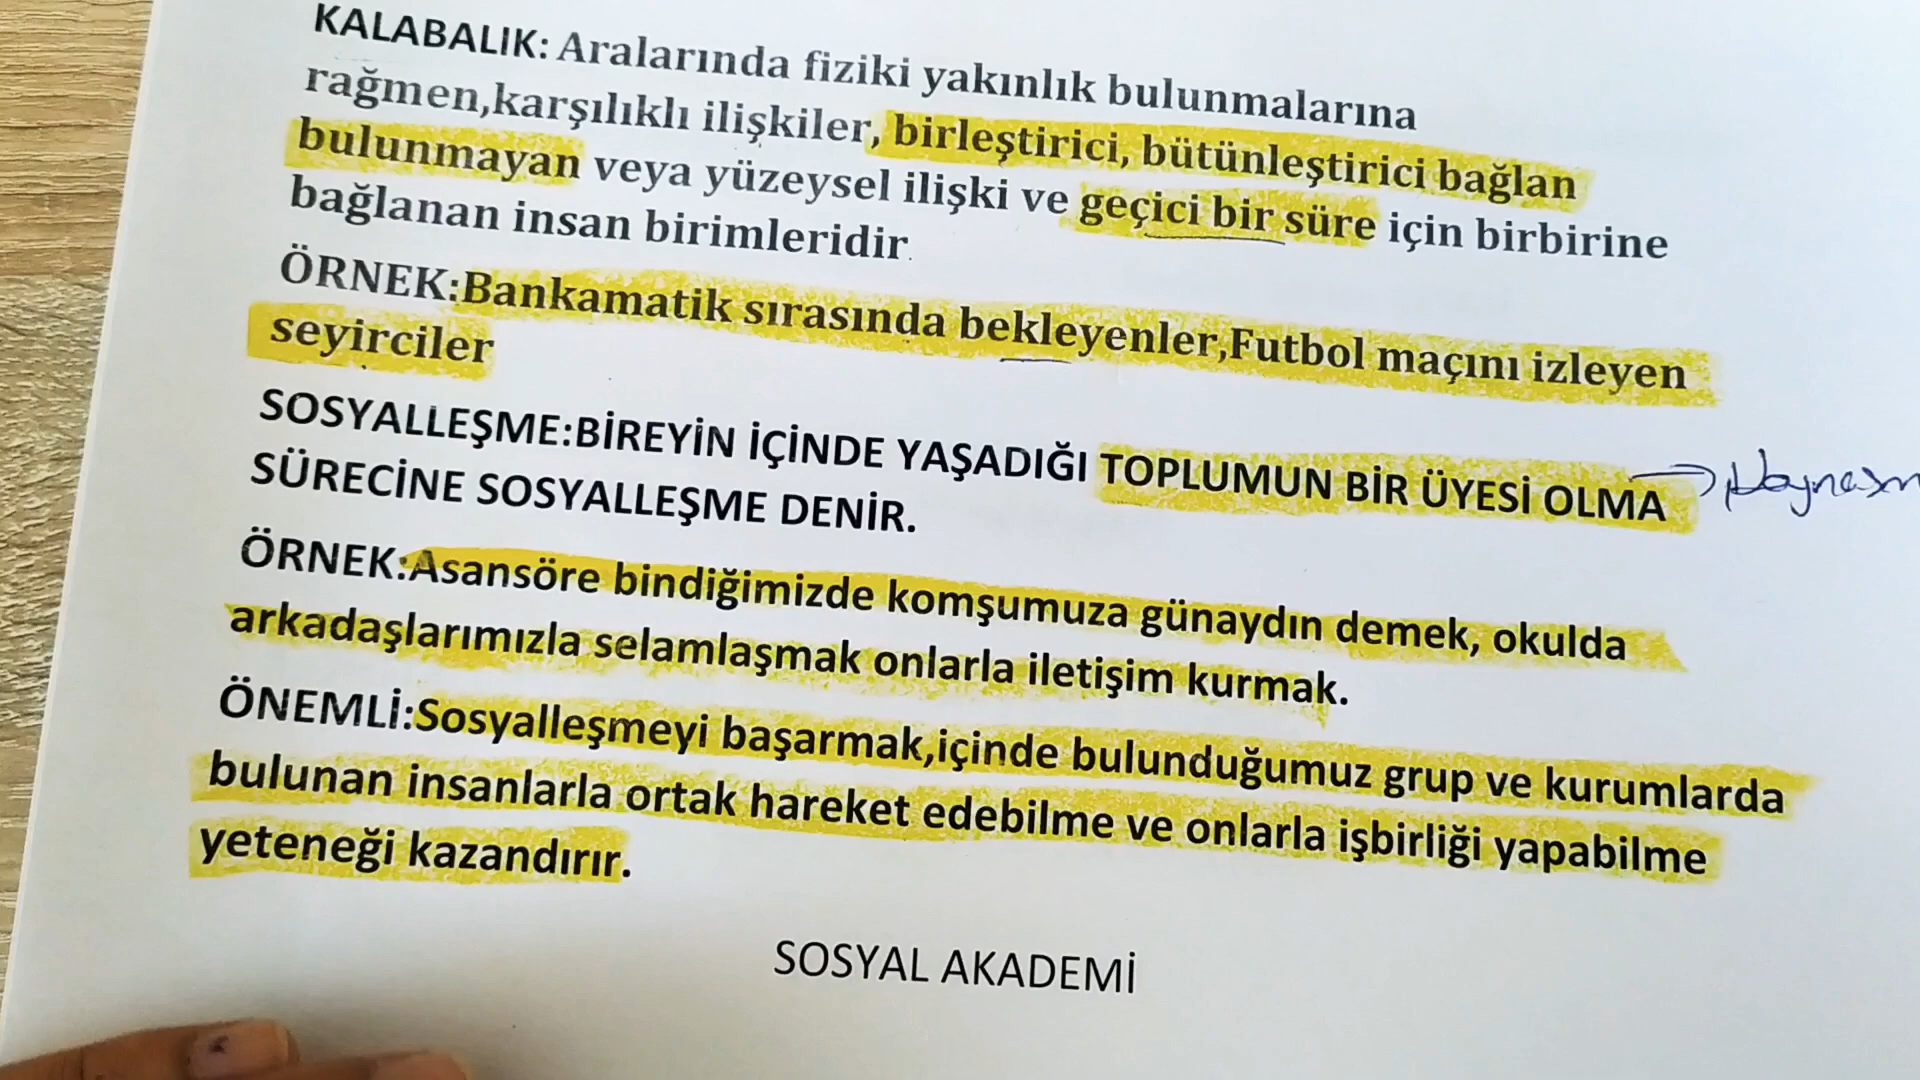 KALABALIK: Aralarında fiziki yakınlık bulunmalarına
rağmen,karşılıklı ilişkiler, birleştirici, bütünleştirici bağlan
bulunmayan veya yüzeysel ilişki ve geçici bir süre için birbirine
bağlanan insan birimleridir.
ÖRNEK:Bankamatik sırasında bekleyenler,Futbol maçını izleyen
seyirciler
SOSYALLEŞME:BİREYİN İÇİNDE YAŞADIĞI TOPLUMUN BİR ÜYESİ OLMA
SÜRECİNE SOSYALLEŞME DENİR.
ÖRNEK:Asansöre bindiğimizde komşumuza günaydın demek, okulda
arkadaşlarımızla selamlaşmak onlarla iletişim kurmak.
ÖNEMLİ:Sosyalleşmeyi başarmak,içinde bulunduğumuz grup ve kurumlarda
bulunan insanlarla ortak hareket edebilme ve onlarla işbirliği yapabilme
yeteneği kazandırır.
SOSYAL AKADEMİ